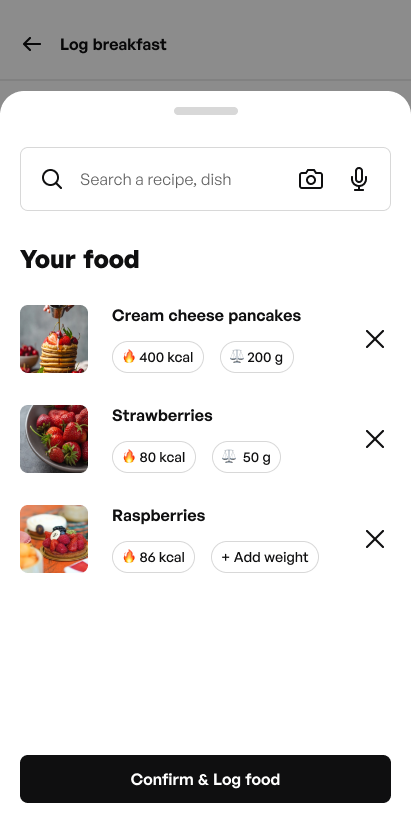 Log breakfast
Search a recipe, dish
Your food
Cream cheese pancakes
400 kcal
200 g
Strawberries
80 kcal
50 g
Raspberries
86 kcal
+ Add weight
Confirm & Log food